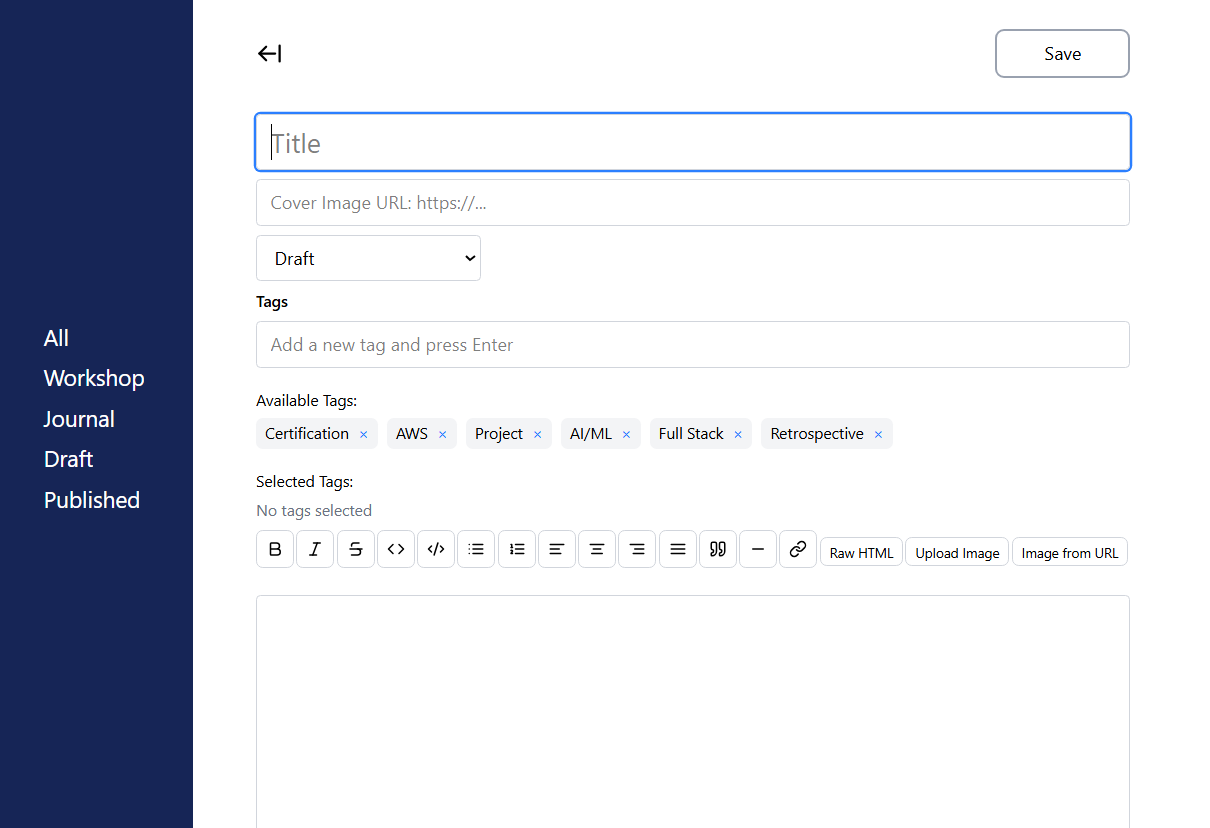 Save
Title
Cover Image URL: https://...
Draft
Tags
Add a new tag and press Enter
Available Tags:
Certification × AWS × Project × AI/ML × Full Stack × Retrospective ×
Selected Tags:
No tags selected
Raw HTML Upload Image Image from URL
All
Workshop
Journal
Draft
Published